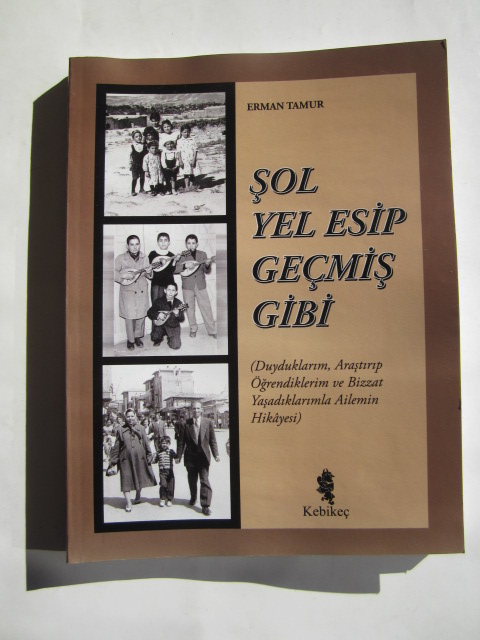 ERMAN TAMUR
ŞOL
YEL ESİP
GEÇMİŞ
GİBİ
(Duyduklarım, Araştırıp
Öğrendiklerim ve Bizzat
Yaşadıklarımla Ailemin
Hikâyesi)
Kebikeç